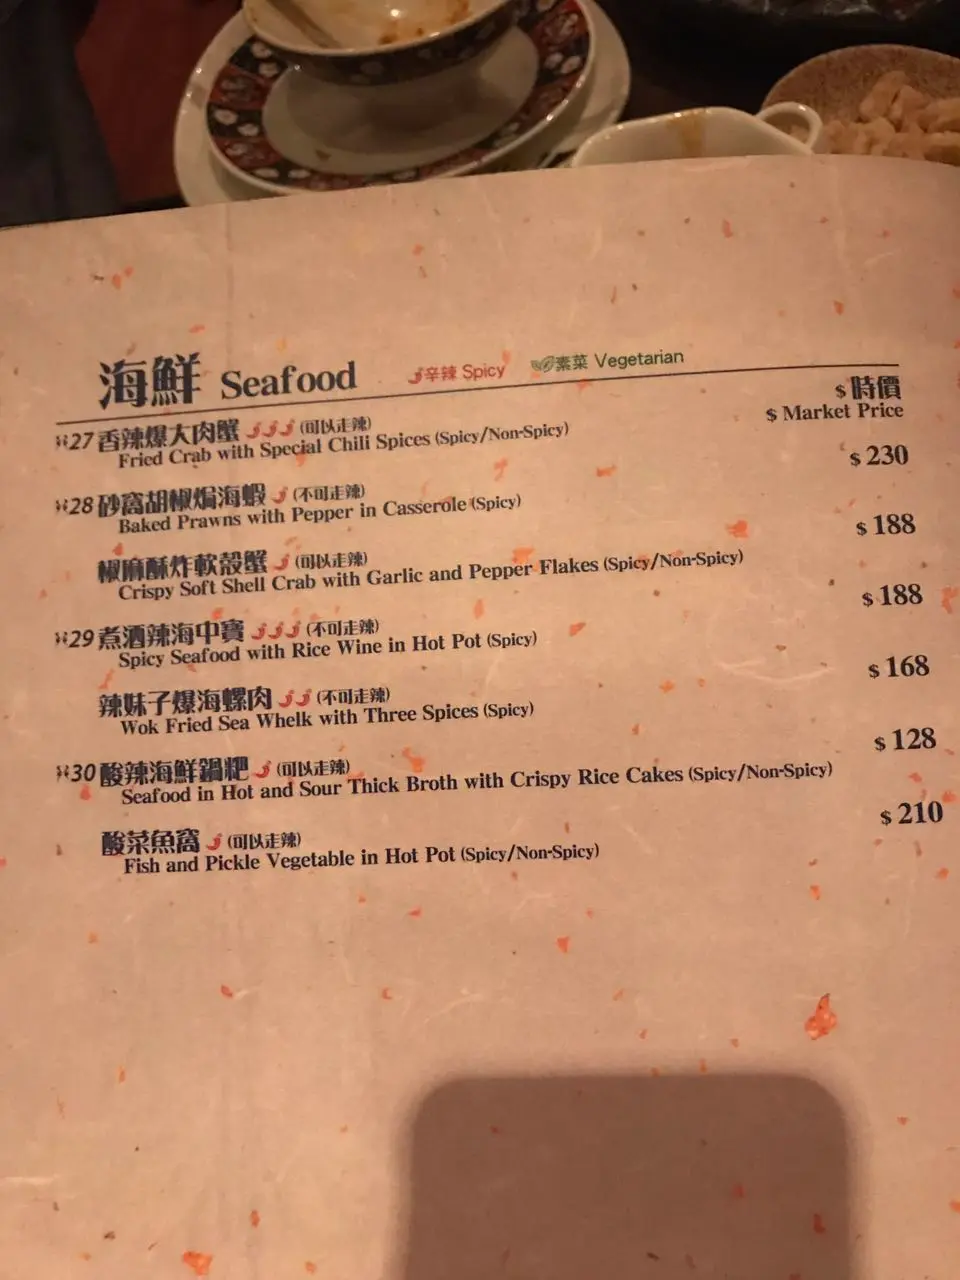 海鮮 Seafood 辛辣 Spicy 素菜 Vegetarian
27 香辣爆大肉蟹 (可以走辣) $ 時價
Fried Crab with Special Chili Spices (Spicy/Non-Spicy) $ Market Price
28 砂窩胡椒焗海蝦 (不可走辣) $ 230
Baked Prawns with Pepper in Casserole (Spicy)
椒麻酥炸軟殼蟹 (可以走辣) $ 188
Crispy Soft Shell Crab with Garlic and Pepper Flakes (Spicy/Non-Spicy)
29 煮酒辣海中寶 (不可走辣) $ 188
Spicy Seafood with Rice Wine in Hot Pot (Spicy)
辣妹子爆海螺肉 (不可走辣) $ 168
Wok Fried Sea Whelk with Three Spices (Spicy)
30 酸辣海鮮鍋粑 (可以走辣) $ 128
Seafood in Hot and Sour Thick Broth with Crispy Rice Cakes (Spicy/Non-Spicy)
酸菜魚窩 (可以走辣) $ 210
Fish and Pickle Vegetable in Hot Pot (Spicy/Non-Spicy)